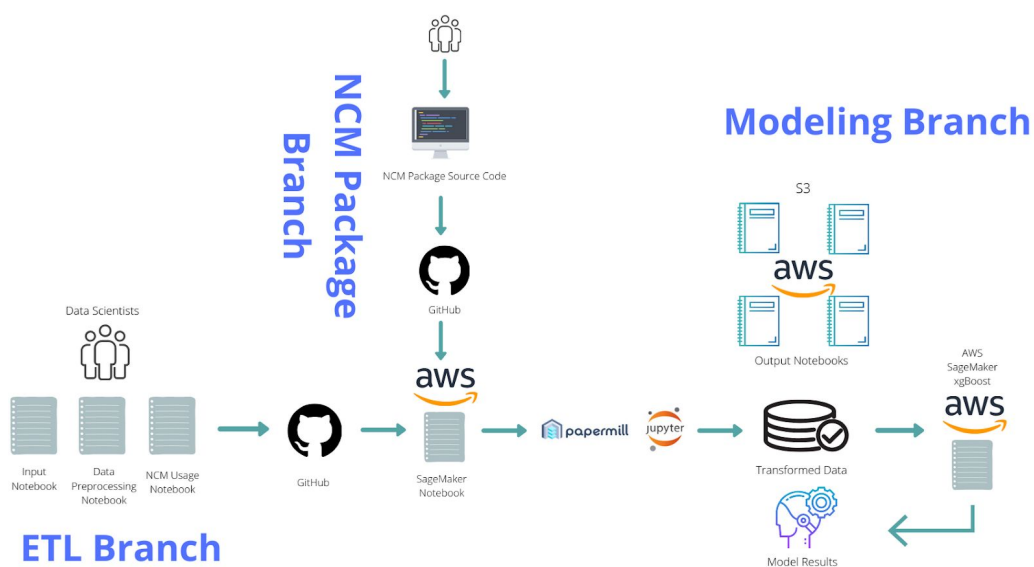 NCM Package
Branch
NCM Package Source Code
GitHub
Modeling Branch
S3
aws
Output Notebooks
Data Scientists
Input
Notebook
Data
Preprocessing
Notebook
NCM Usage
Notebook
GitHub
aws
SageMaker
Notebook
papermill
jupyter
Transformed Data
AWS
SageMaker
xgBoost
aws
Model Results
ETL Branch